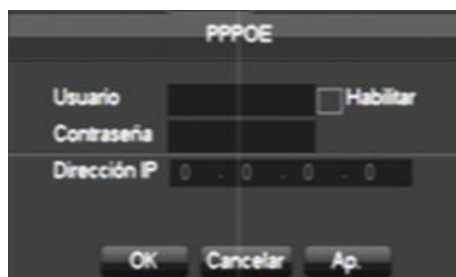 PPPOE
Usuario Habilitar
Contraseña
Dirección IP 0 . 0 . 0 . 0
OK Cancelar Ap.